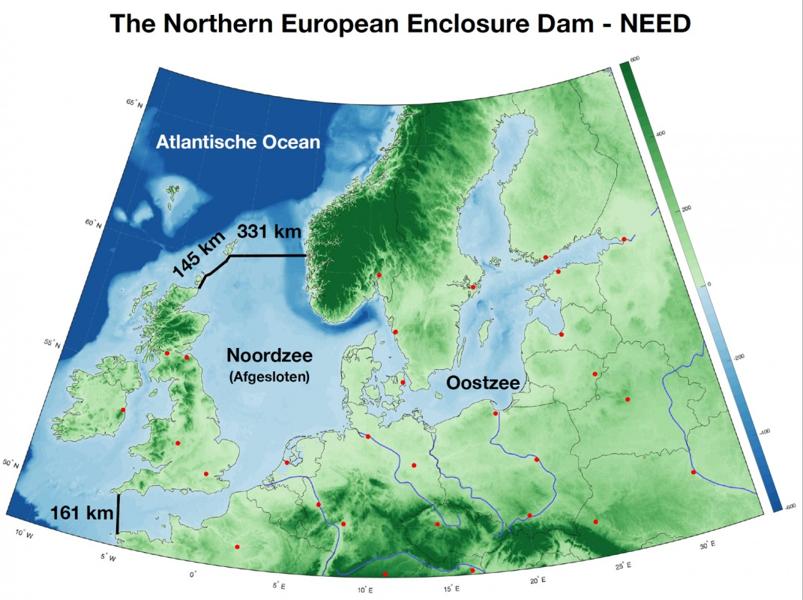 The Northern European Enclosure Dam - NEED
65° N
Atlantische Ocean
60° N
145 km
331 km
55° N
Noordzee
(Afgesloten)
Oostzee
50° N
161 km
10° W
5° W
0°
5° E
10° E
15° E
20° E
25° E
30° E
600
400
200
0
-200
-400
-600